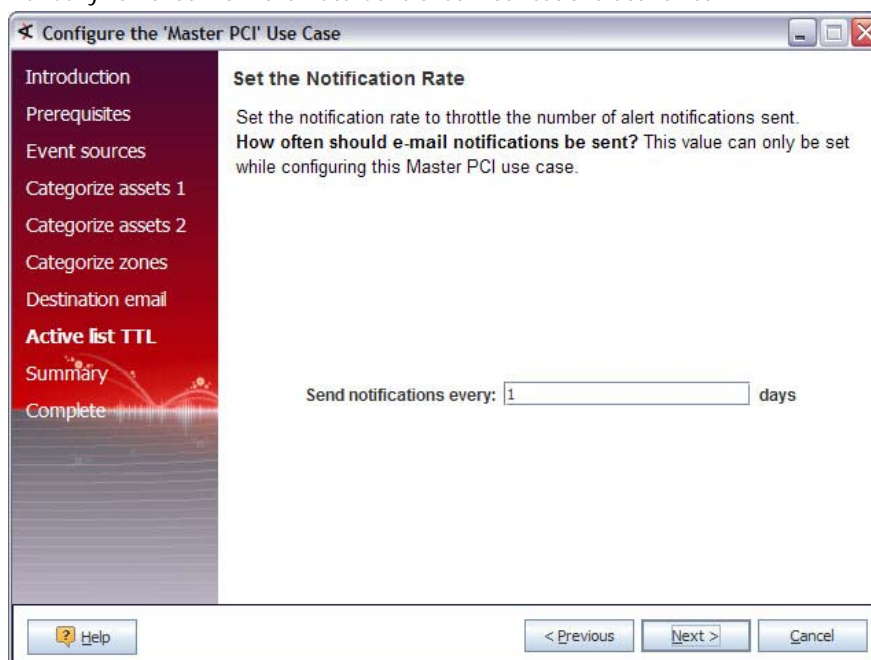 Configure the 'Master PCI' Use Case
Introduction
Prerequisites
Event sources
Categorize assets 1
Categorize assets 2
Categorize zones
Destination email
Active list TTL
Summary
Complete
Set the Notification Rate
Set the notification rate to throttle the number of alert notifications sent.
How often should e-mail notifications be sent? This value can only be set
while configuring this Master PCI use case.
Send notifications every: 1 days
Help
< Previous
Next >
Cancel